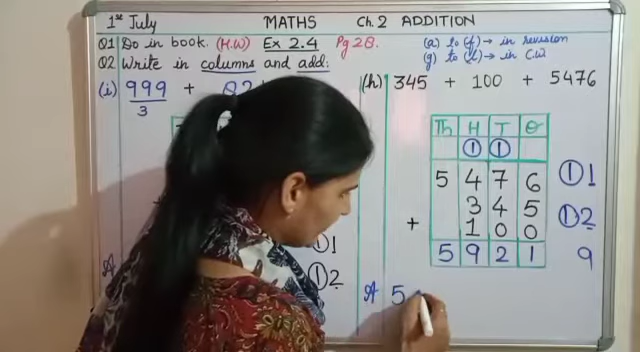 1st July MATHS Ch. 2 ADDITION
Q1 Do in book. (H.W) Ex 2.4 Pg 28. (a) to (f) → in revision
Q2 Write in columns and add: (g) to (l) → in C.W
(i) 999 +
3
(h) 345 + 100 + 5476
Th H T O
1 1
5 4 7 6 ① 1
3 4 5 ① 2
+ 1 0 0
5 9 2 1 9
① 1
① 2
A
A 5